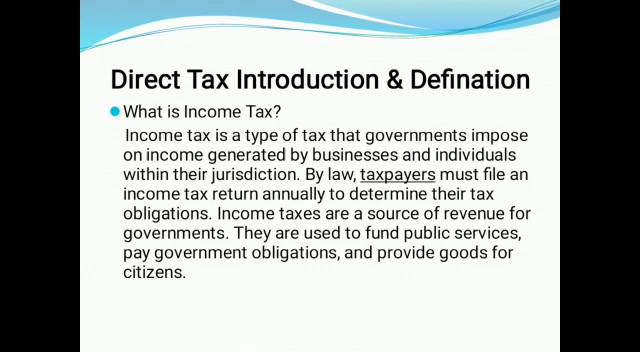 Direct Tax Introduction & Defination
What is Income Tax?
Income tax is a type of tax that governments impose
on income generated by businesses and individuals
within their jurisdiction. By law, taxpayers must file an
income tax return annually to determine their tax
obligations. Income taxes are a source of revenue for
governments. They are used to fund public services,
pay government obligations, and provide goods for
citizens.